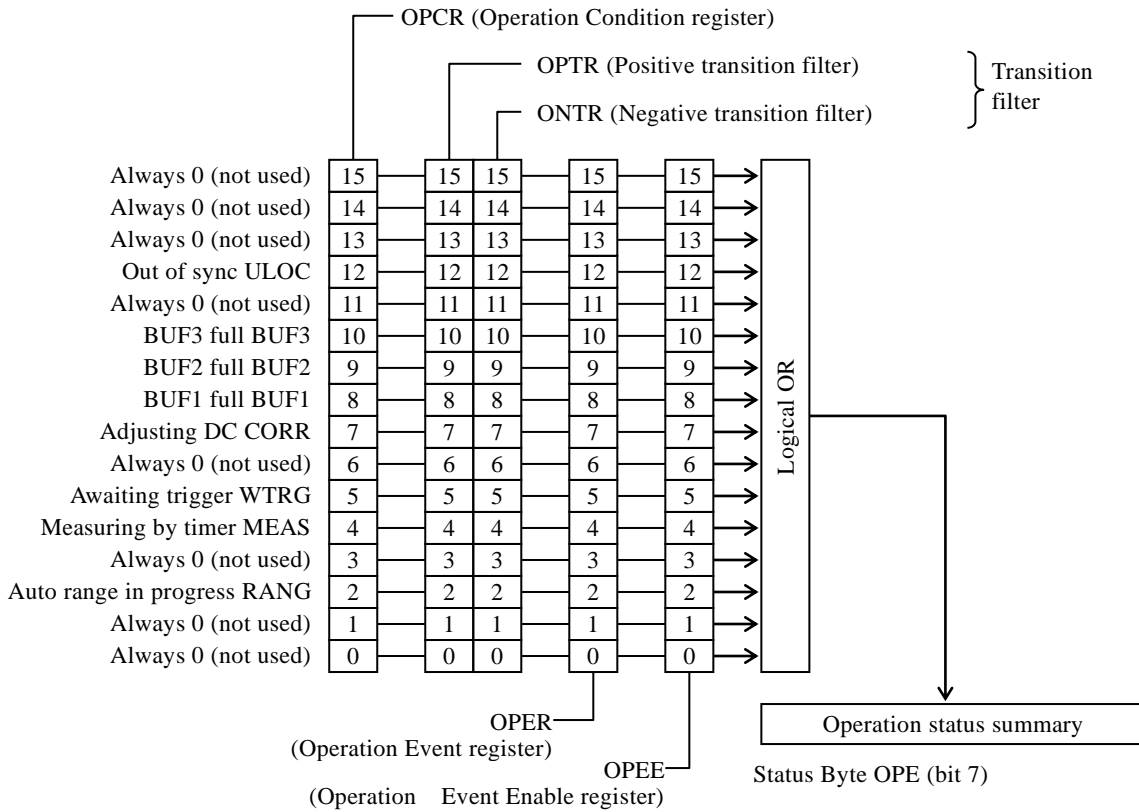 OPCR (Operation Condition register)
OPTR (Positive transition filter)
Transition
filter
ONTR (Negative transition filter)
Always 0 (not used) 15 15 15 15 15
Always 0 (not used) 14 14 14 14 14
Always 0 (not used) 13 13 13 13 13
Out of sync ULOC 12 12 12 12 12
Always 0 (not used) 11 11 11 11 11
BUF3 full BUF3 10 10 10 10 10
BUF2 full BUF2 9 9 9 9 9
BUF1 full BUF1 8 8 8 8 8
Adjusting DC CORR 7 7 7 7 7
Always 0 (not used) 6 6 6 6 6
Awaiting trigger WTRG 5 5 5 5 5
Measuring by timer MEAS 4 4 4 4 4
Always 0 (not used) 3 3 3 3 3
Auto range in progress RANG 2 2 2 2 2
Always 0 (not used) 1 1 1 1 1
Always 0 (not used) 0 0 0 0 0
Logical OR
OPER
(Operation Event register)
OPEE
(Operation Event Enable register)
Operation status summary
Status Byte OPE (bit 7)